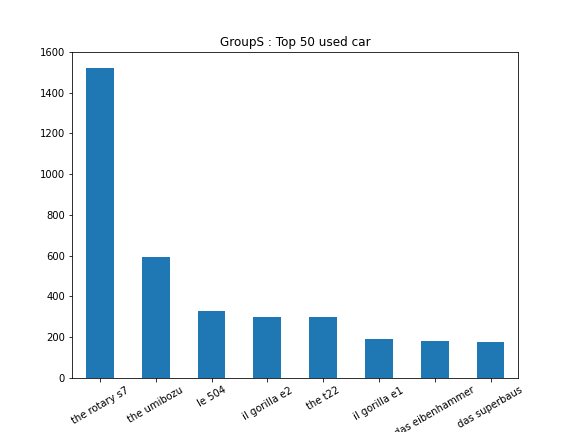 GroupS : Top 50 used car
1600
1400
1200
1000
800
600
400
200
0
the rotary s7
the umibozu
le 504
il gorilla e2
the t22
il gorilla e1
das eibenhammer
das superbaus